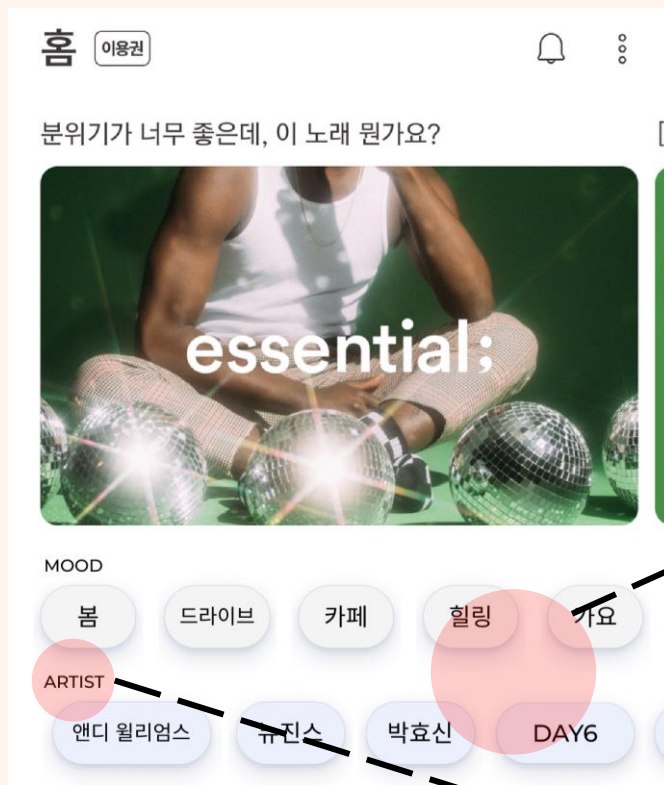 홈 이용권
분위기가 너무 좋은데, 이 노래 뭔가요?
essential;
MOOD
봄 드라이브 카페 힐링 가요
ARTIST
앤디 윌리엄스 뉴진스 박효신 DAY6